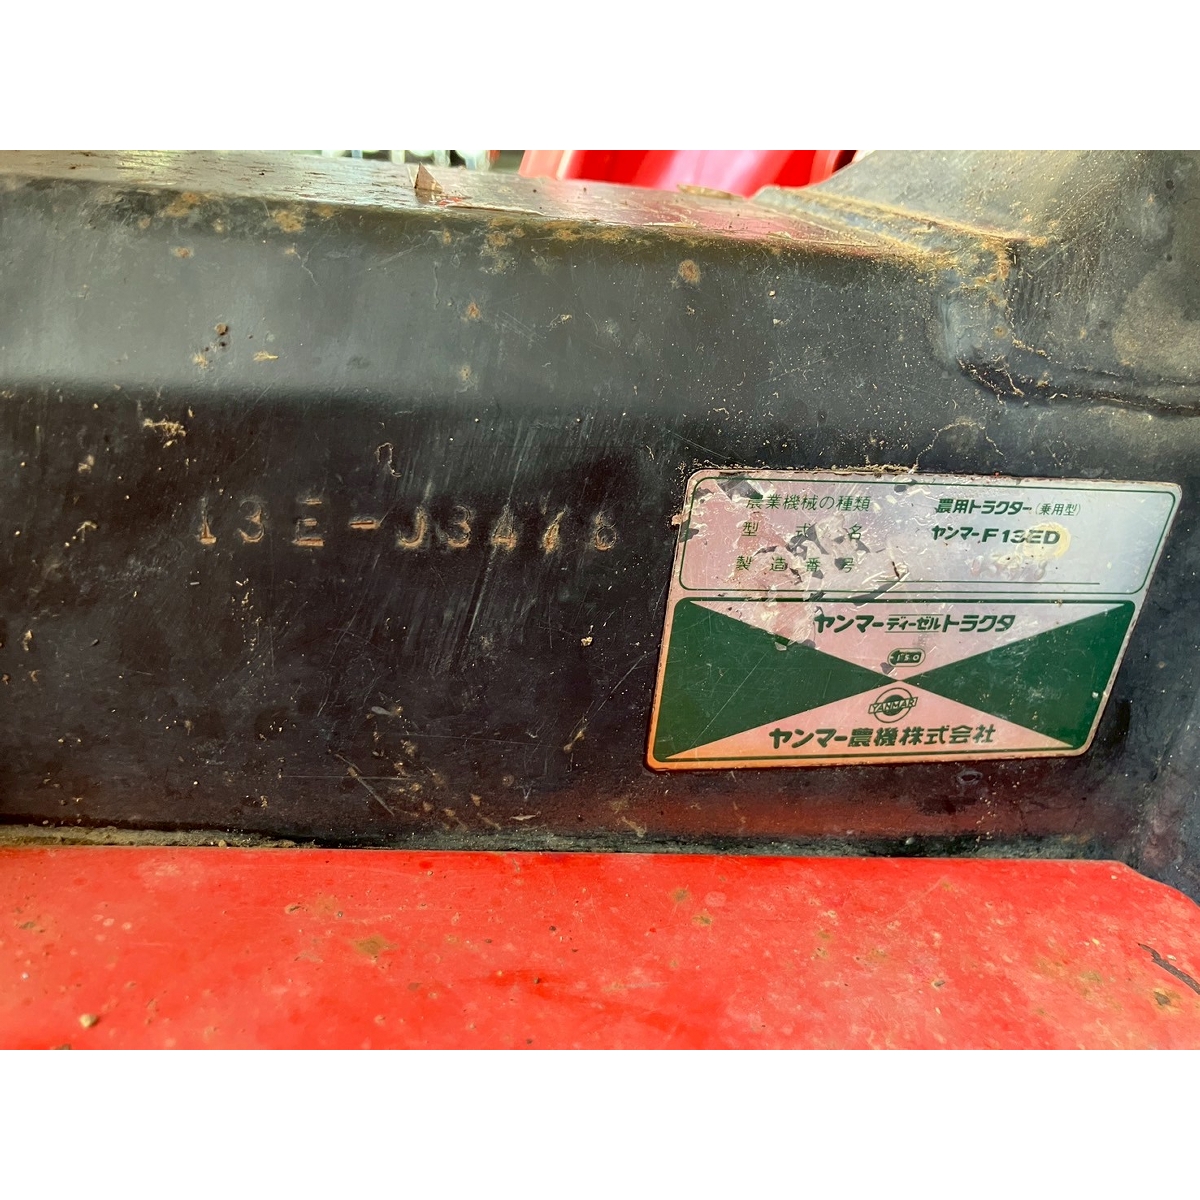 13E-J3446
農業機械の種類 農用トラクター(乗用型)
型式名 ヤンマーF13ED
製造番号
ヤンマーディーゼルトラクタ
YANMAR
ヤンマー農機株式会社